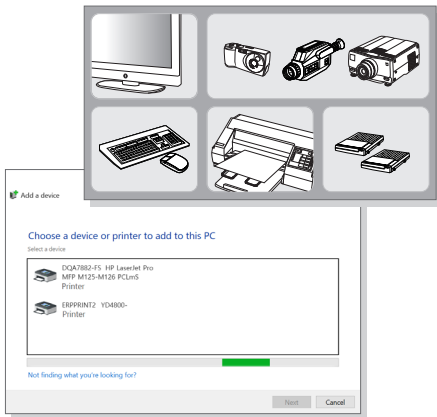 Add a device
Choose a device or printer to add to this PC
Select a device
DQA7882-F5 HP LaserJet Pro
MFP M125-M126 PCLmS
Printer
ERPPRINT2 YD4800-
Printer
Not finding what you're looking for?
Next Cancel